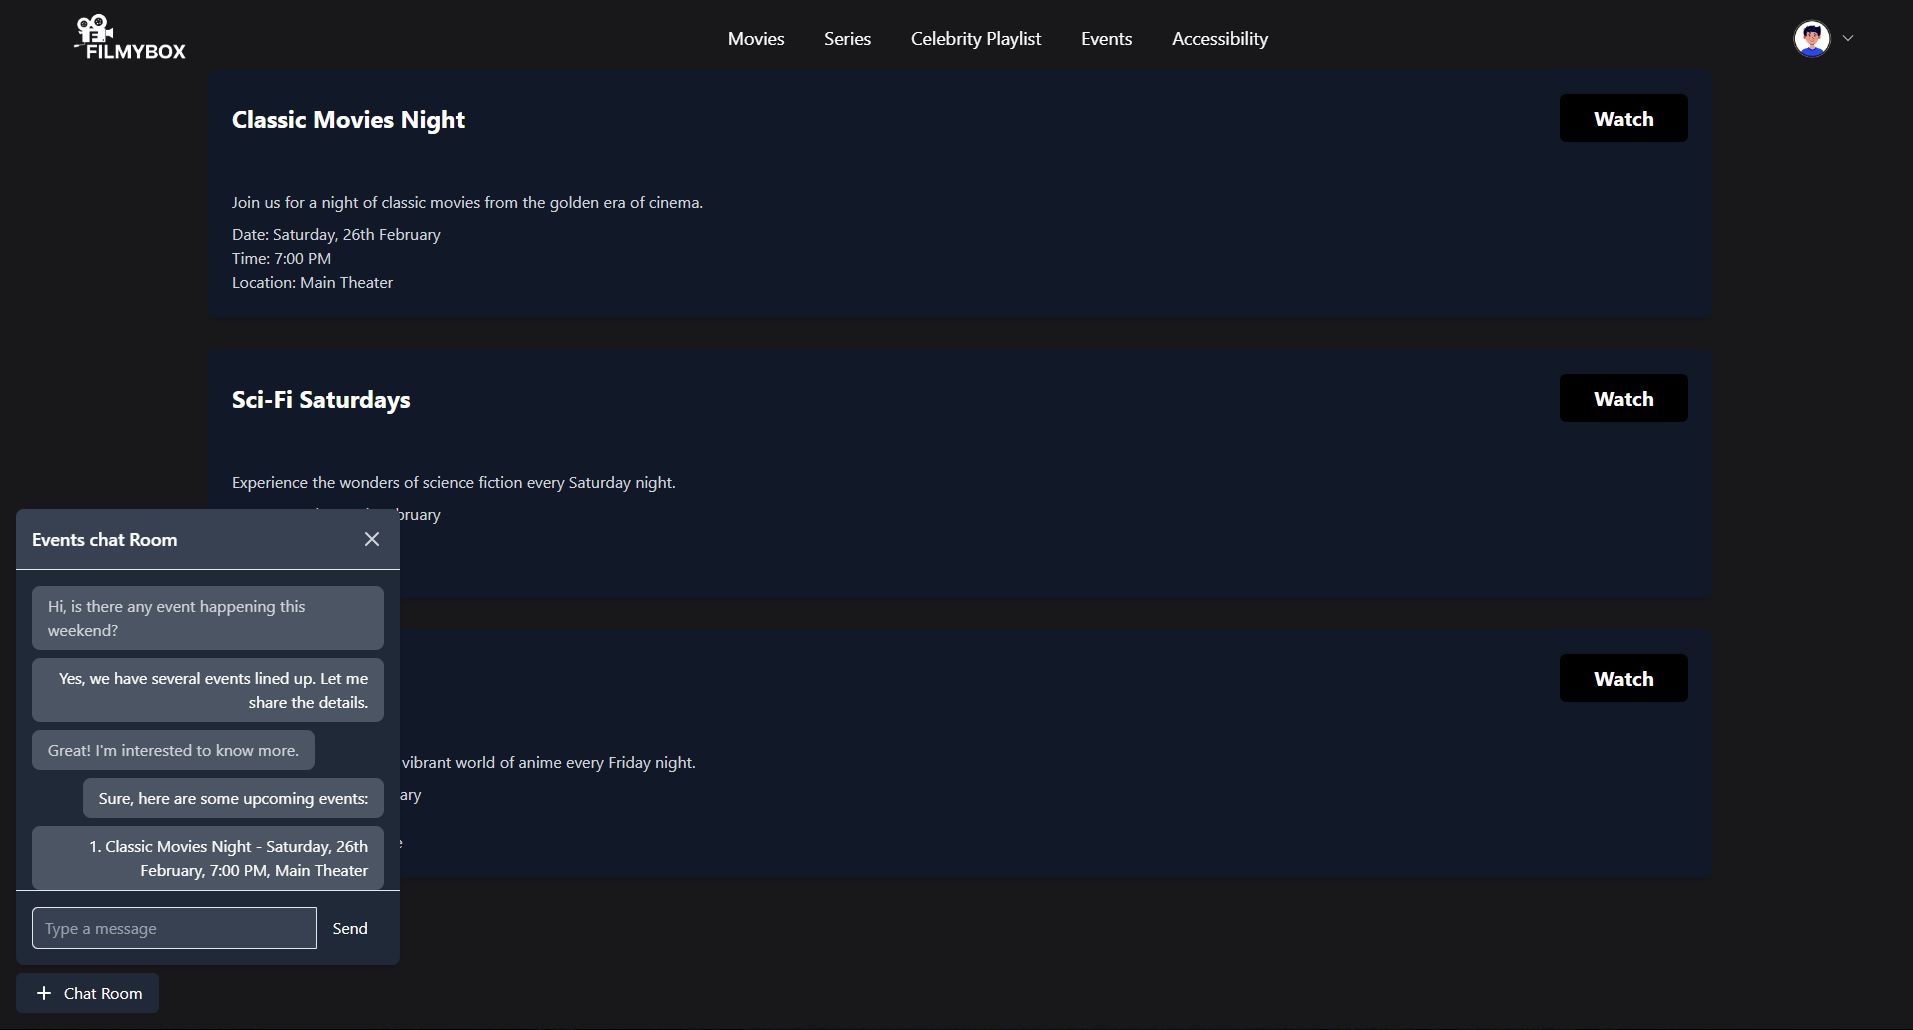 FILMYBOX
Movies
Series
Celebrity Playlist
Events
Accessibility
Classic Movies Night
Watch
Join us for a night of classic movies from the golden era of cinema.
Date: Saturday, 26th February
Time: 7:00 PM
Location: Main Theater
Sci-Fi Saturdays
Watch
Experience the wonders of science fiction every Saturday night.
bruary
Watch
vibrant world of anime every Friday night.
ary
Events chat Room
Hi, is there any event happening this
weekend?
Yes, we have several events lined up. Let me
share the details.
Great! I'm interested to know more.
Sure, here are some upcoming events:
1. Classic Movies Night - Saturday, 26th
February, 7:00 PM, Main Theater
Type a message
Send
Chat Room